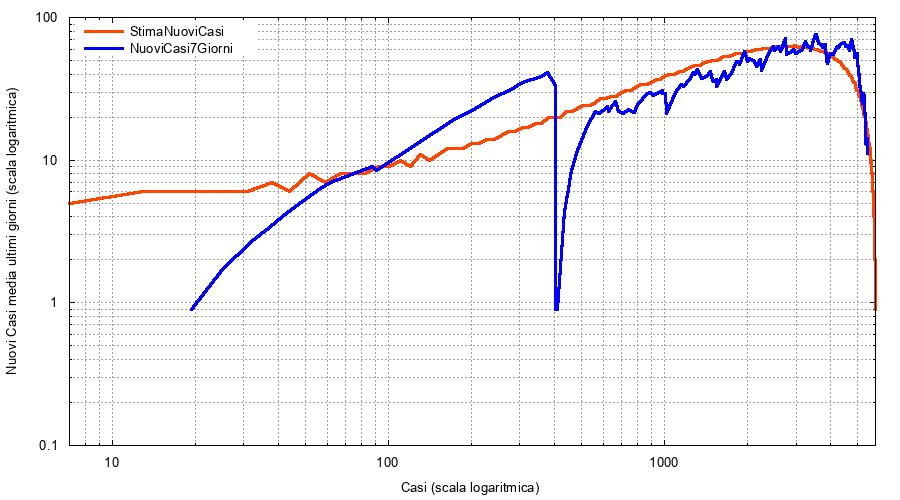 100
StimaNuoviCasi
NuoviCasi7Giorni
10
1
0.1
Nuovi Casi media ultimi giorni (scala logaritmica)
10 100 1000
Casi (scala logaritmica)